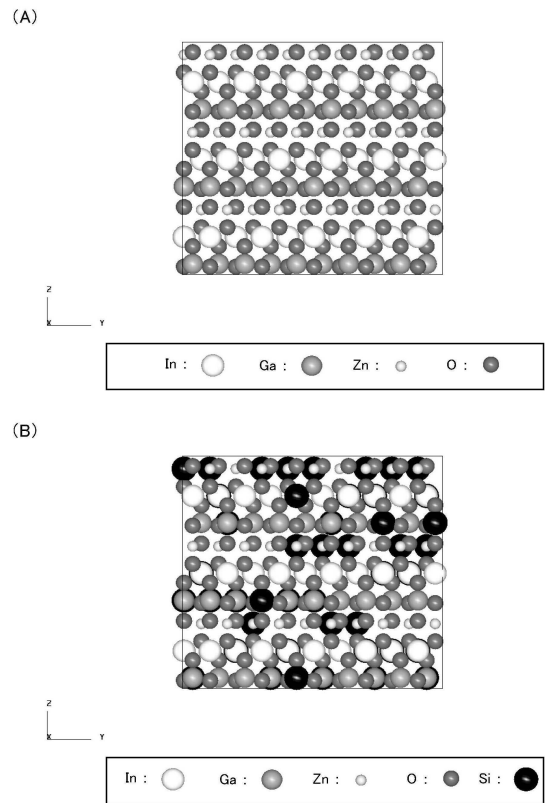 (A)
Z
X Y
In : Ga : Zn : O :
(B)
Z
X Y
In : Ga : Zn : O : Si :